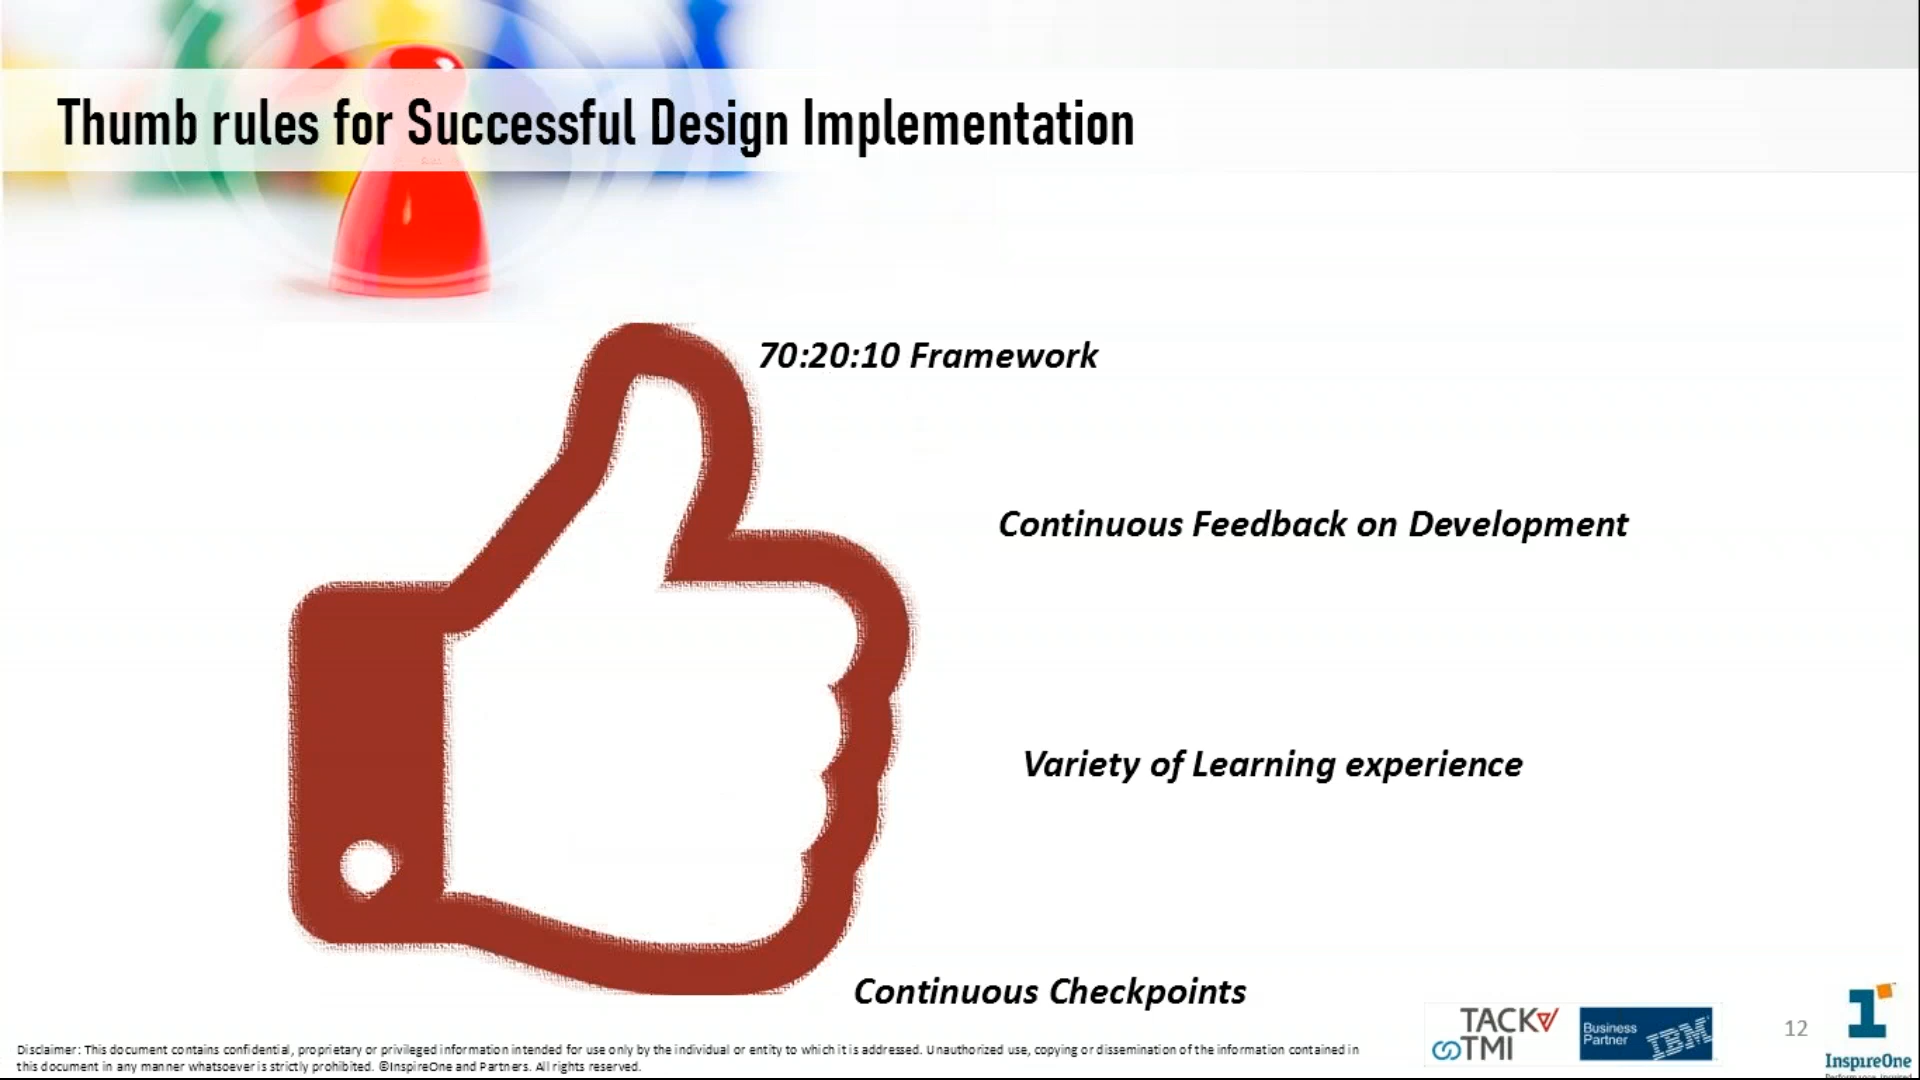 Thumb rules for Successful Design Implementation
70:20:10 Framework
Continuous Feedback on Development
Variety of Learning experience
Continuous Checkpoints
TACK
TMI
Business
Partner
IBM
12
InspireOne
Disclaimer: This document contains confidential, proprietary or privileged information intended for use only by the individual or entity to which it is addressed. Unauthorized use, copying or dissemination of the information contained in
this document in any manner whatsoever is strictly prohibited. ©InspireOne and Partners. All rights reserved.